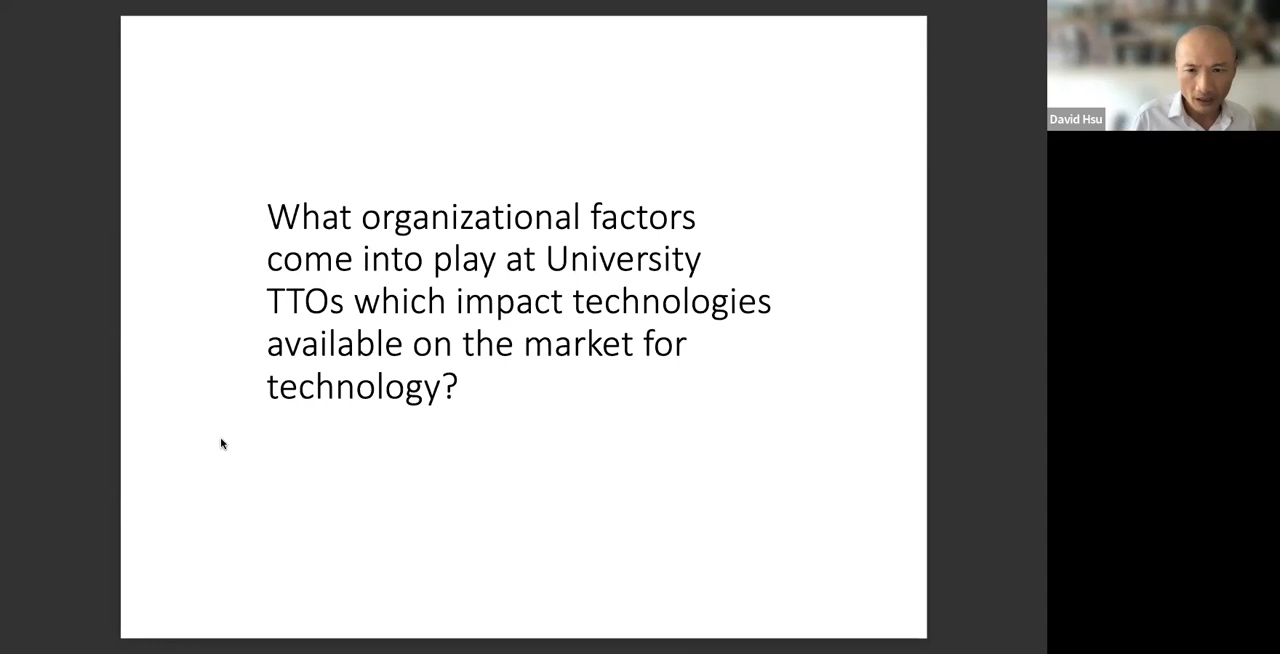 What organizational factors
come into play at University
TTOs which impact technologies
available on the market for
technology?
David Hsu